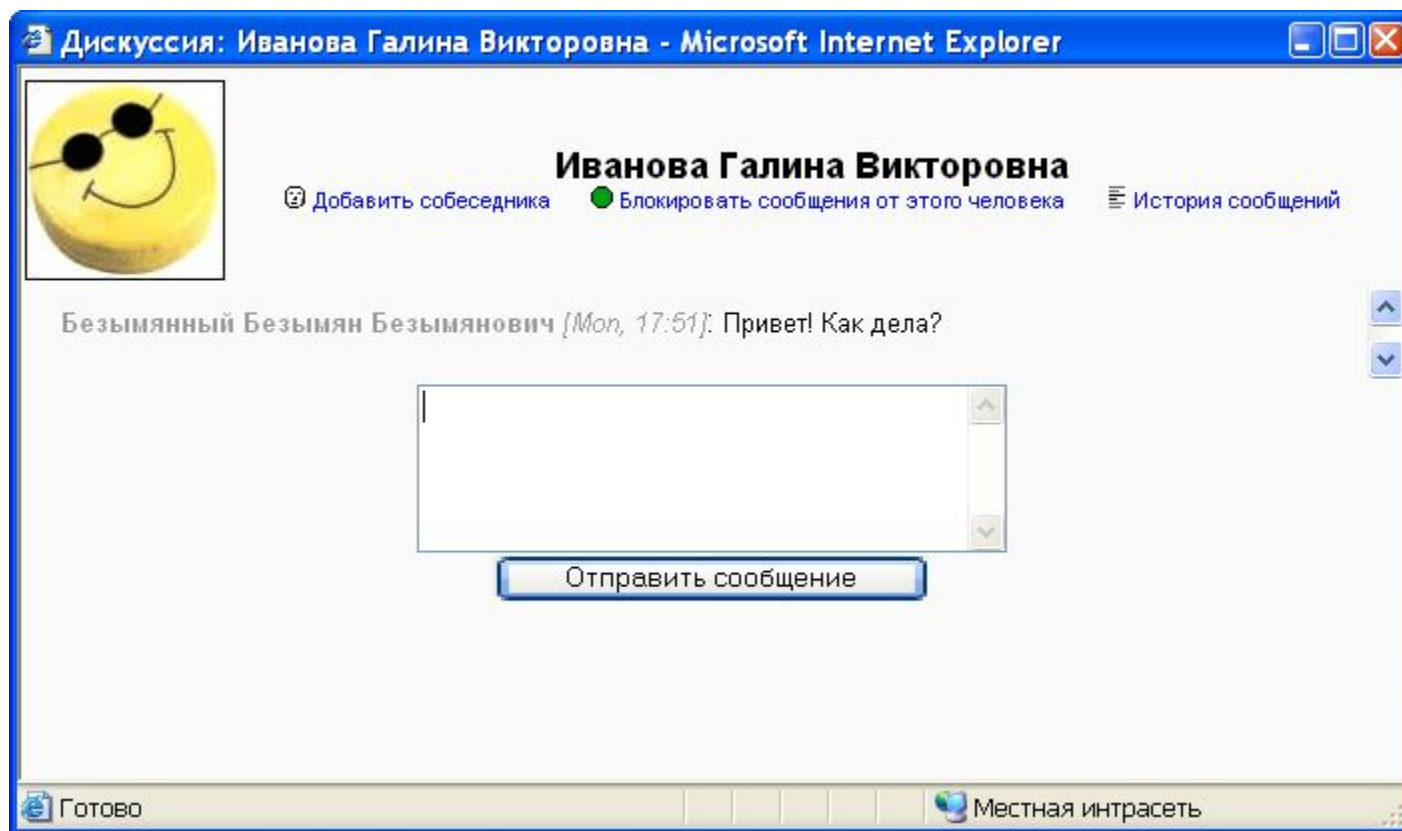 Дискуссия: Иванова Галина Викторовна - Microsoft Internet Explorer
Иванова Галина Викторовна
Добавить собеседника Блокировать сообщения от этого человека История сообщений
Безымянный Безымян Безымянович [Mon, 17:51]: Привет! Как дела?
Отправить сообщение
Готово Местная интрасеть